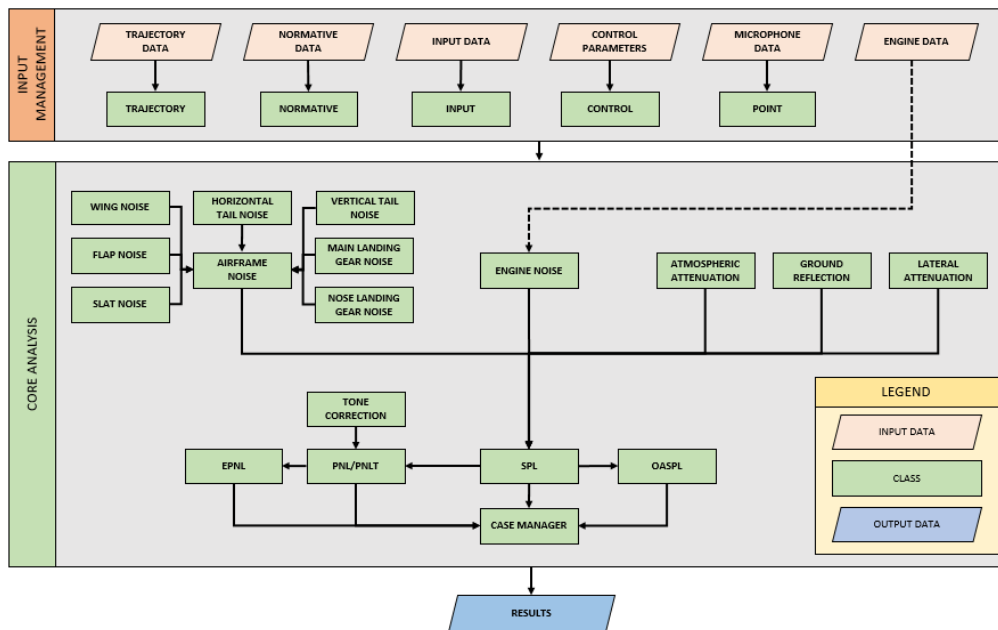 INPUT
MANAGEMENT
TRAJECTORY
DATA
NORMATIVE
DATA
INPUT DATA
CONTROL
PARAMETERS
MICROPHONE
DATA
ENGINE DATA
TRAJECTORY
NORMATIVE
INPUT
CONTROL
POINT
CORE ANALYSIS
WING NOISE
HORIZONTAL
TAIL NOISE
VERTICAL TAIL
NOISE
FLAP NOISE
AIRFRAME
NOISE
MAIN LANDING
GEAR NOISE
SLAT NOISE
NOSE LANDING
GEAR NOISE
ENGINE NOISE
ATMOSPHERIC
ATTENUATION
GROUND
REFLECTION
LATERAL
ATTENUATION
TONE
CORRECTION
EPNL
PNL/PNLT
SPL
OASPL
CASE MANAGER
LEGEND
INPUT DATA
CLASS
OUTPUT DATA
RESULTS